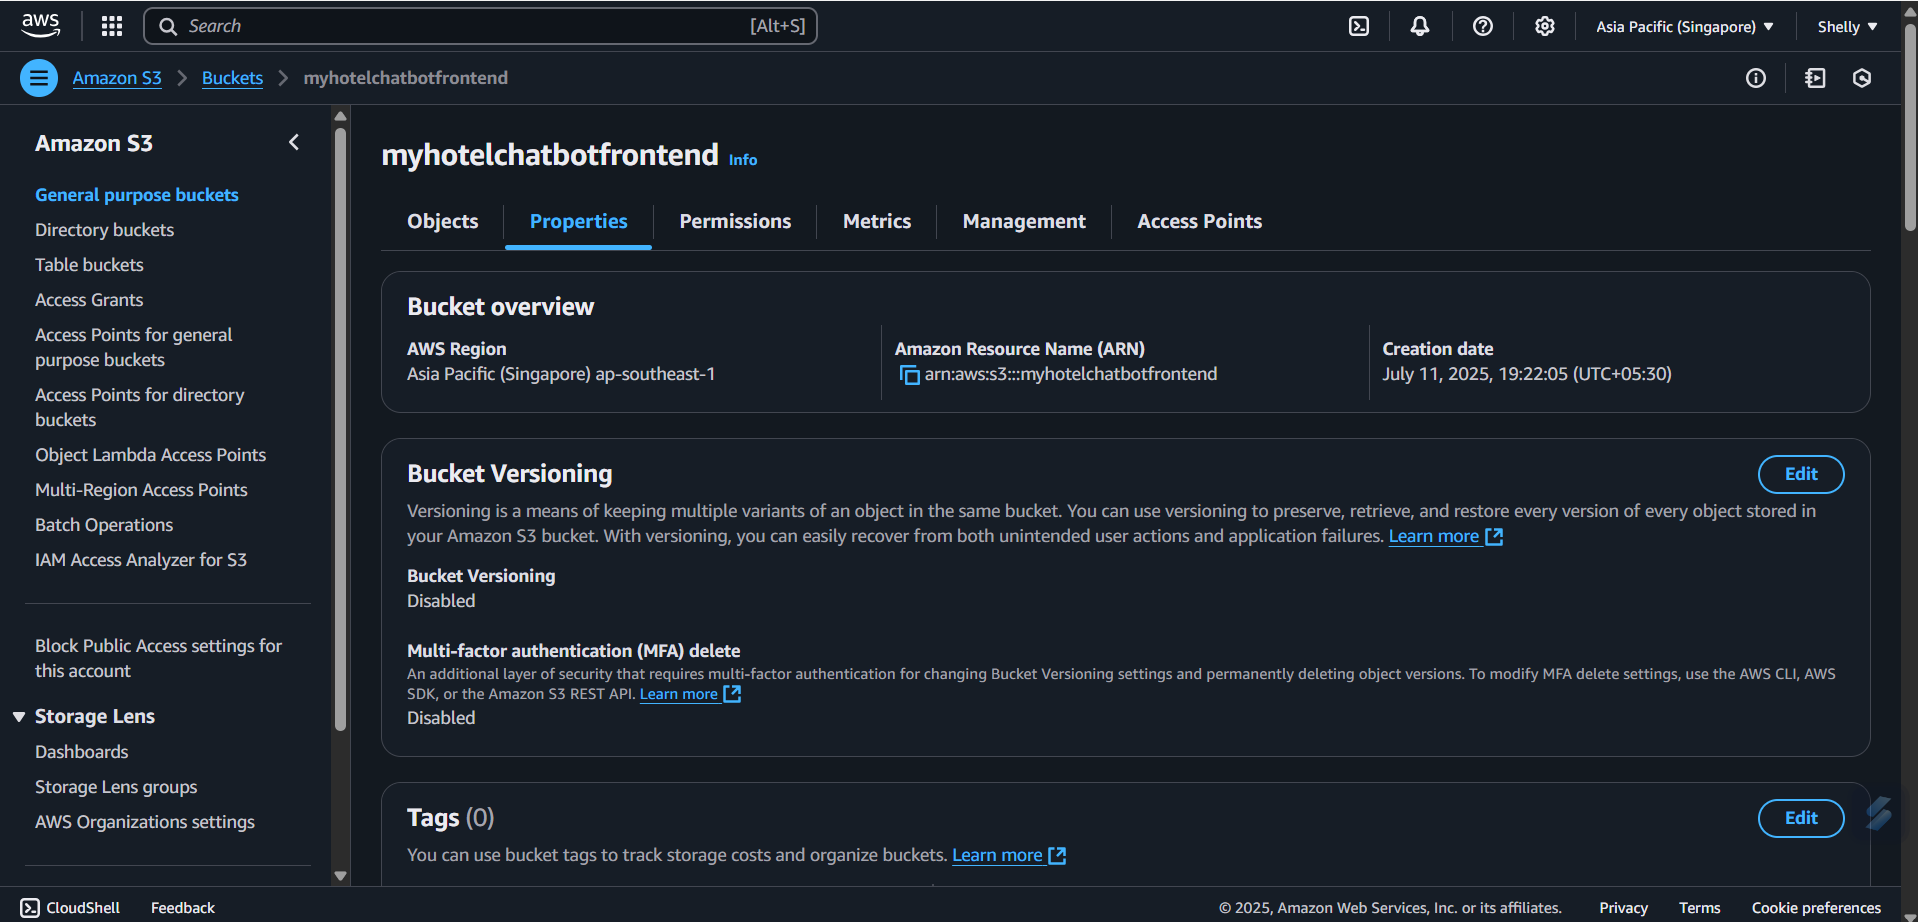 aws
Search
[Alt+S]
Asia Pacific (Singapore)
Shelly
Amazon S3
Buckets
myhotelchatbotfrontend
Amazon S3
General purpose buckets
Directory buckets
Table buckets
Access Grants
Access Points for general
purpose buckets
Access Points for directory
buckets
Object Lambda Access Points
Multi-Region Access Points
Batch Operations
IAM Access Analyzer for S3
Block Public Access settings for
this account
Storage Lens
Dashboards
Storage Lens groups
AWS Organizations settings
myhotelchatbotfrontend Info
Objects
Properties
Permissions
Metrics
Management
Access Points
Bucket overview
AWS Region
Asia Pacific (Singapore) ap-southeast-1
Amazon Resource Name (ARN)
arn:aws:s3:::myhotelchatbotfrontend
Creation date
July 11, 2025, 19:22:05 (UTC+05:30)
Bucket Versioning
Edit
Versioning is a means of keeping multiple variants of an object in the same bucket. You can use versioning to preserve, retrieve, and restore every version of every object stored in
your Amazon S3 bucket. With versioning, you can easily recover from both unintended user actions and application failures. Learn more
Bucket Versioning
Disabled
Multi-factor authentication (MFA) delete
An additional layer of security that requires multi-factor authentication for changing Bucket Versioning settings and permanently deleting object versions. To modify MFA delete settings, use the AWS CLI, AWS
SDK, or the Amazon S3 REST API. Learn more
Disabled
Tags (0)
Edit
You can use bucket tags to track storage costs and organize buckets. Learn more
CloudShell
Feedback
© 2025, Amazon Web Services, Inc. or its affiliates.
Privacy
Terms
Cookie preferences